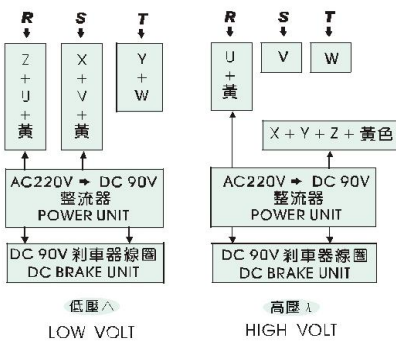 R S T
Z + U + 黃
X + V + 黃
Y + W
AC220V → DC 90V
整流器
POWER UNIT
DC 90V 剎車器線圈
DC BRAKE UNIT
低壓 △
LOW VOLT
R S T
U + 黃
V
W
X + Y + Z + 黃色
AC220V → DC 90V
整流器
POWER UNIT
DC 90V 剎車器線圈
DC BRAKE UNIT
高壓 人
HIGH VOLT